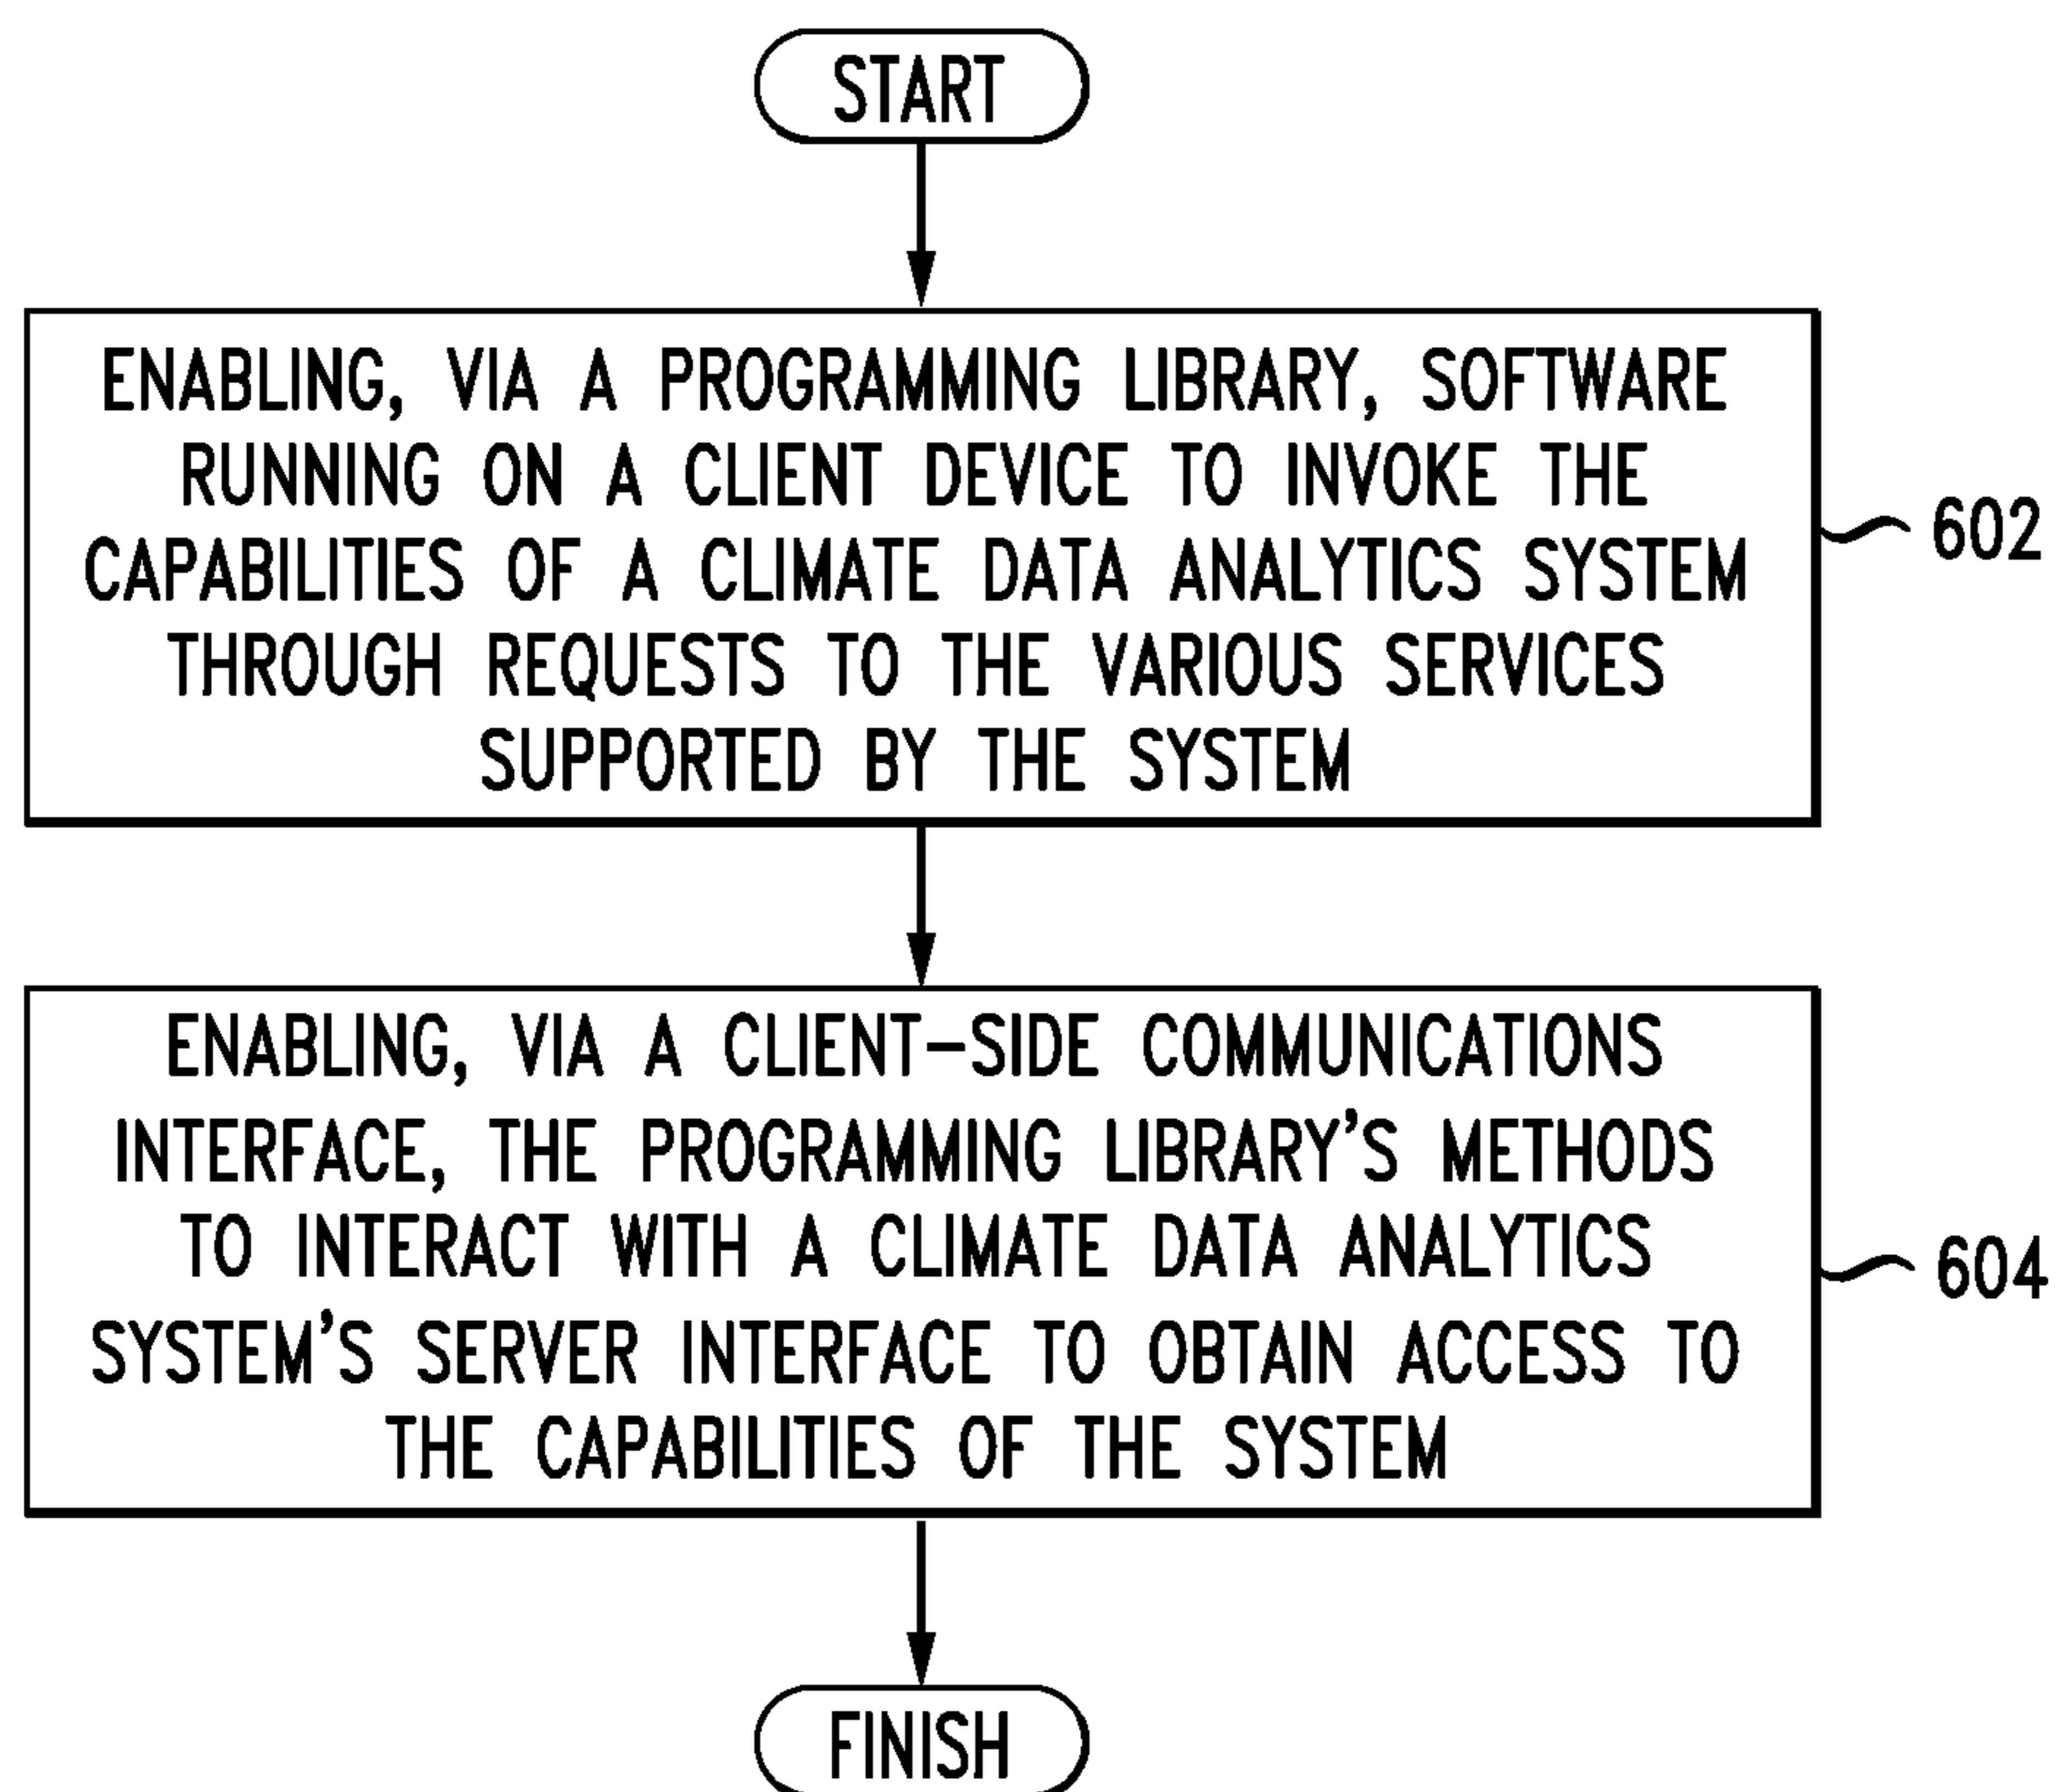 START
ENABLING, VIA A PROGRAMMING LIBRARY, SOFTWARE
RUNNING ON A CLIENT DEVICE TO INVOKE THE
CAPABILITIES OF A CLIMATE DATA ANALYTICS SYSTEM
THROUGH REQUESTS TO THE VARIOUS SERVICES
SUPPORTED BY THE SYSTEM
602
ENABLING, VIA A CLIENT-SIDE COMMUNICATIONS
INTERFACE, THE PROGRAMMING LIBRARY'S METHODS
TO INTERACT WITH A CLIMATE DATA ANALYTICS
SYSTEM'S SERVER INTERFACE TO OBTAIN ACCESS TO
THE CAPABILITIES OF THE SYSTEM
604
FINISH